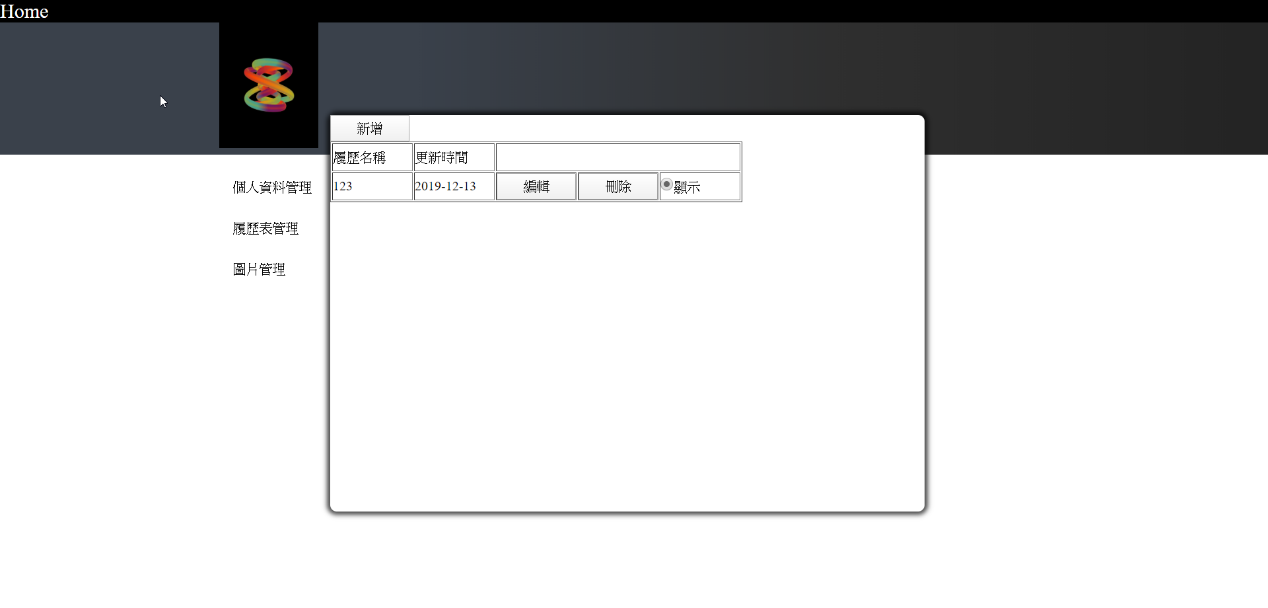 Home
新增
履歷名稱 更新時間
123 2019-12-13 編輯 刪除 顯示
個人資料管理
履歷表管理
圖片管理